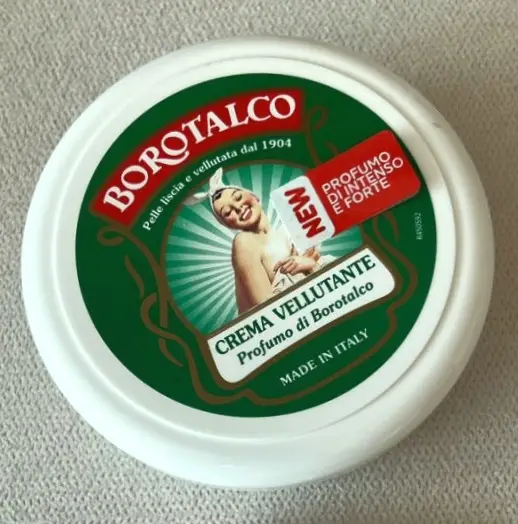 BOROTALCO
Pelle liscia e vellutata dal 1904
NEW
PROFUMO
DI INTENSO
E FORTE
CREMA VELLUTANTE
Profumo di Borotalco
MADE IN ITALY